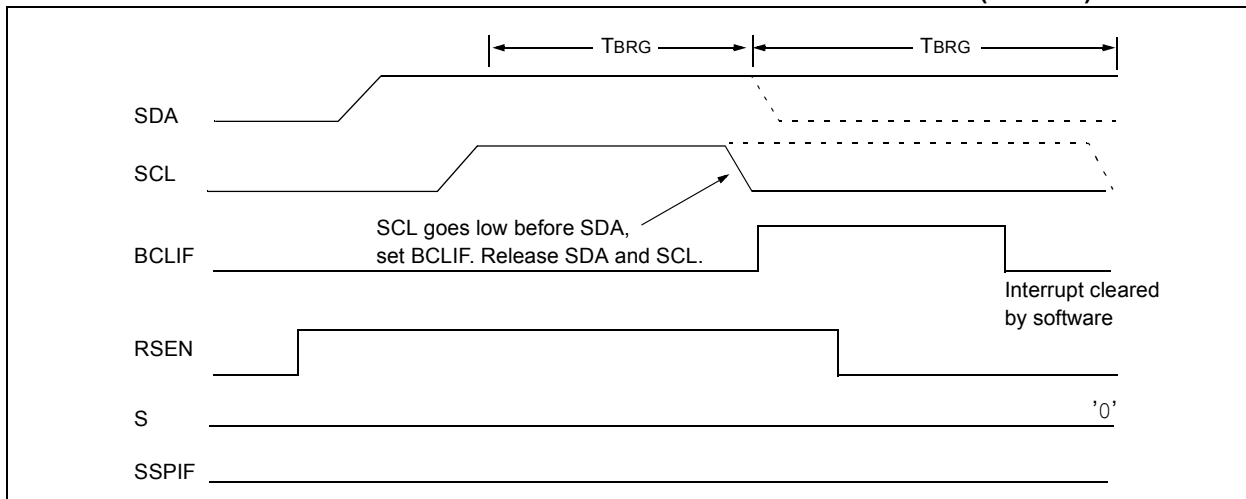 TBRG
TBRG
SDA
SCL
SCL goes low before SDA,
set BCLIF. Release SDA and SCL.
BCLIF
Interrupt cleared
by software
RSEN
S
'0'
SSPIF